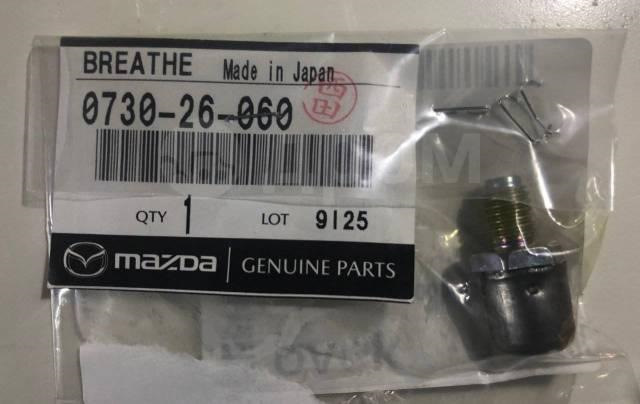 BREATHE Made in Japan
0730-26-060
QTY 1 LOT 9125
mazda GENUINE PARTS